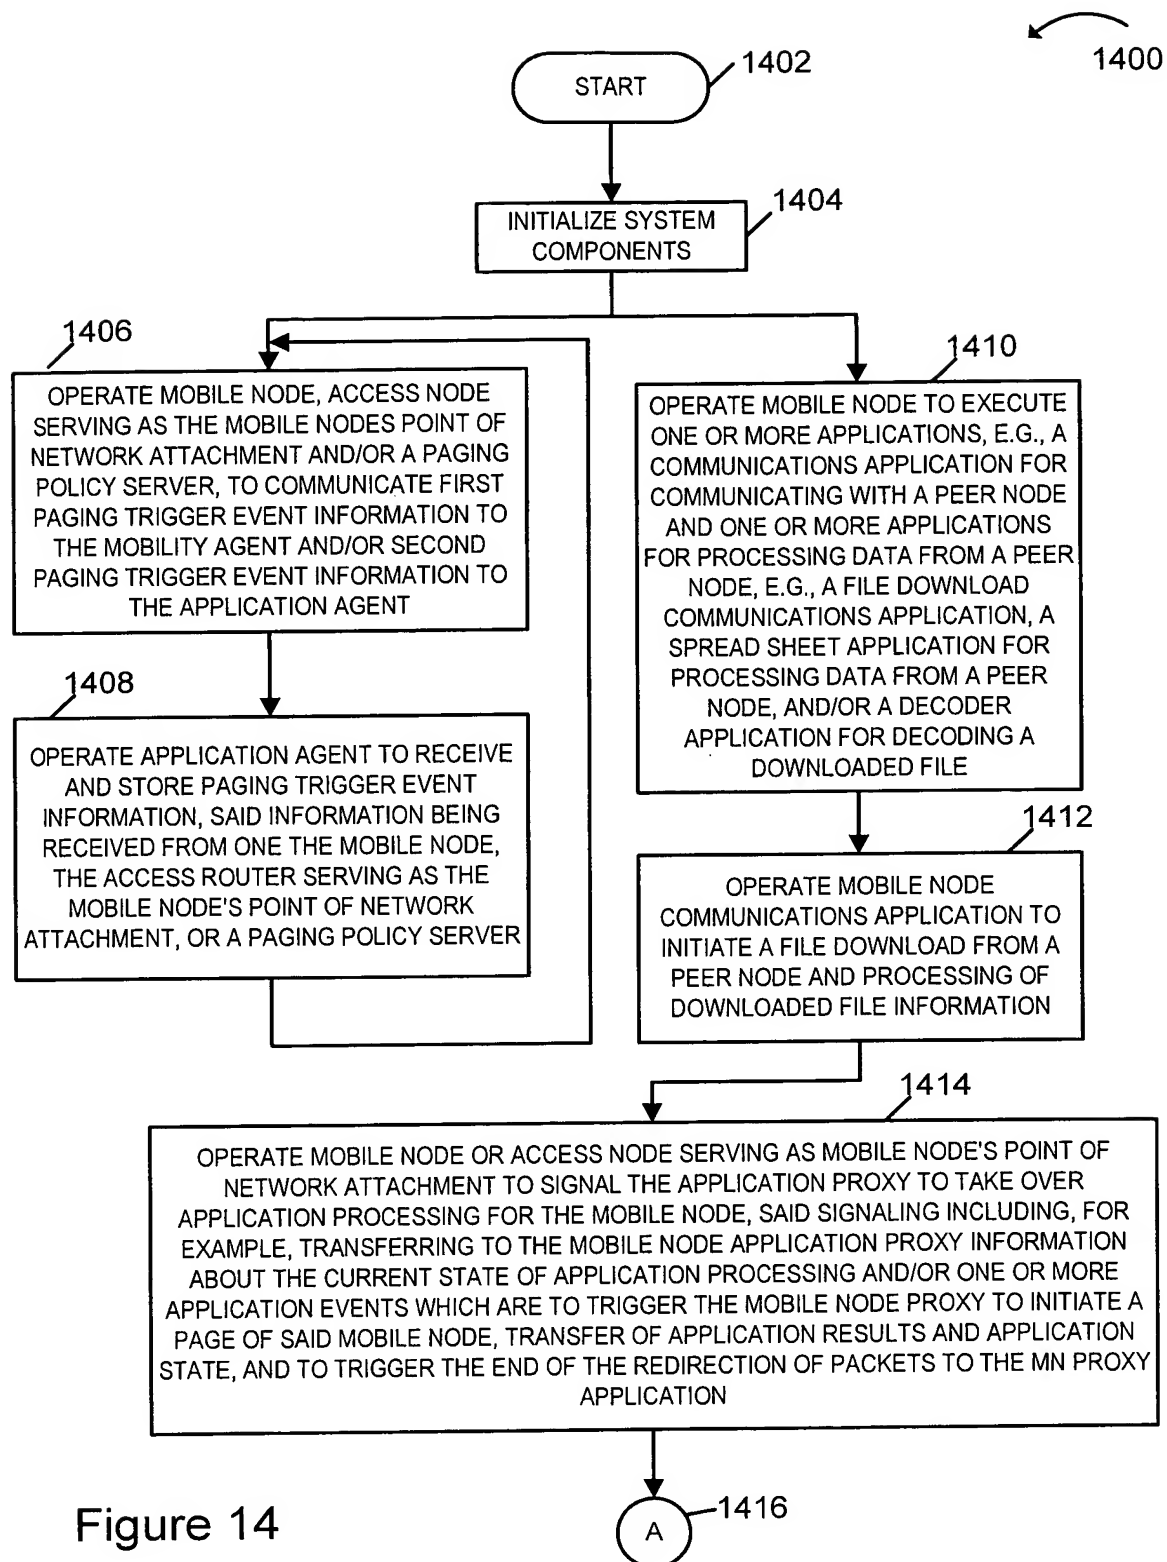 1400
1402
START
1404
INITIALIZE SYSTEM
COMPONENTS
1406
OPERATE MOBILE NODE, ACCESS NODE
SERVING AS THE MOBILE NODES POINT OF
NETWORK ATTACHMENT AND/OR A PAGING
POLICY SERVER, TO COMMUNICATE FIRST
PAGING TRIGGER EVENT INFORMATION TO
THE MOBILITY AGENT AND/OR SECOND
PAGING TRIGGER EVENT INFORMATION TO
THE APPLICATION AGENT
1408
OPERATE APPLICATION AGENT TO RECEIVE
AND STORE PAGING TRIGGER EVENT
INFORMATION, SAID INFORMATION BEING
RECEIVED FROM ONE THE MOBILE NODE,
THE ACCESS ROUTER SERVING AS THE
MOBILE NODE'S POINT OF NETWORK
ATTACHMENT, OR A PAGING POLICY SERVER
1410
OPERATE MOBILE NODE TO EXECUTE
ONE OR MORE APPLICATIONS, E.G., A
COMMUNICATIONS APPLICATION FOR
COMMUNICATING WITH A PEER NODE
AND ONE OR MORE APPLICATIONS
FOR PROCESSING DATA FROM A PEER
NODE, E.G., A FILE DOWNLOAD
COMMUNICATIONS APPLICATION, A
SPREAD SHEET APPLICATION FOR
PROCESSING DATA FROM A PEER
NODE, AND/OR A DECODER
APPLICATION FOR DECODING A
DOWNLOADED FILE
1412
OPERATE MOBILE NODE
COMMUNICATIONS APPLICATION TO
INITIATE A FILE DOWNLOAD FROM A
PEER NODE AND PROCESSING OF
DOWNLOADED FILE INFORMATION
1414
OPERATE MOBILE NODE OR ACCESS NODE SERVING AS MOBILE NODE'S POINT OF
NETWORK ATTACHMENT TO SIGNAL THE APPLICATION PROXY TO TAKE OVER
APPLICATION PROCESSING FOR THE MOBILE NODE, SAID SIGNALING INCLUDING, FOR
EXAMPLE, TRANSFERRING TO THE MOBILE NODE APPLICATION PROXY INFORMATION
ABOUT THE CURRENT STATE OF APPLICATION PROCESSING AND/OR ONE OR MORE
APPLICATION EVENTS WHICH ARE TO TRIGGER THE MOBILE NODE PROXY TO INITIATE A
PAGE OF SAID MOBILE NODE, TRANSFER OF APPLICATION RESULTS AND APPLICATION
STATE, AND TO TRIGGER THE END OF THE REDIRECTION OF PACKETS TO THE MN PROXY
APPLICATION
1416
A
Figure 14